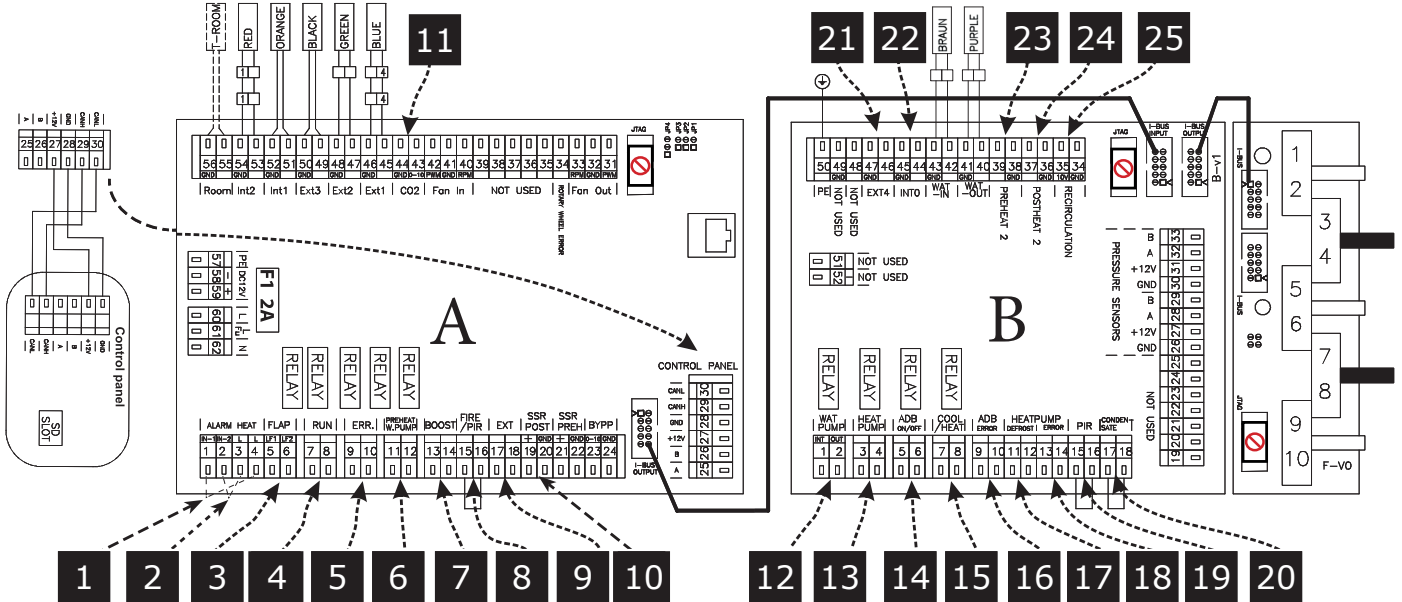 T-ROOM
RED
ORANGE
BLACK
GREEN
BLUE
11
21
22
BRAUN
PURPLE
23
24
25
1
1
4
4
A
B
+12V
GND
CANH
CANL
25 26 27 28 29 30
JTAG
56 55 54 53 52 51 50 49 48 47 46 45 44 43 42 41 40 39 38 37 36 35 34 33 32 31
GND GND GND GND GND 0-10 PWM GND RPM RPM GND PWM
Room Int2 Int1 Ext3 Ext2 Ext1 CO2 Fan In NOT USED ROTARY WHEEL ERROR Fan Out
57 58 59
PE DC12V - +
F1 2A
60 61 62
L N
A
RELAY RELAY RELAY RELAY RELAY
CONTROL PANEL
CANL
CANH
GND
+12V
B
A
30 29 28 27 26 25
I-BUS
OUTPUT
ALARM HEAT FLAP RUN ERR. PREHEAT W.PUMP BOOST FIRE /PIR EXT SSR POST SSR PREH BYPP
IN-1 IN-2 L L LF1 LF2 + GND + GND 0-10 GND
1 2 3 4 5 6 7 8 9 10 11 12 13 14 15 16 17 18 19 20 21 22 23 24
Control panel
CANL
CANH
A
B
+12V
GND
SD
SLOT
1 2 3 4 5 6 7 8 9 10
50 49 48 47 46 45 44 43 42 41 40 39 38 37 36 35 34
GND GND GND GND GND GND GND GND 10V GND
PE NOT USED NOT USED EXT4 INT0 WAT -IN WAT -OUT PREHEAT 2 POSTHEAT 2 RECIRCULATION
JTAG
I-BUS
INPUT
I-BUS
OUTPUT
B-v1
51 NOT USED
52 NOT USED
B
PRESSURE SENSORS
B
A
+12V
GND
B
A
+12V
GND
NOT USED
33 32 31 30 29 28 27 26 25 24 23 22 21 20 19
RELAY RELAY RELAY RELAY
WAT PUMP HEAT PUMP ADB ON/OFF COOL /HEAT ADB ERROR HEATPUMP DEFROST ERROR PIR CONDEN- SATE
INT OUT
1 2 3 4 5 6 7 8 9 10 11 12 13 14 15 16 17 18
I-BUS
I-BUS
JTAG
1
2
3
4
5
6
7
8
9
10
F-V0
12 13 14 15 16 17 18 19 20